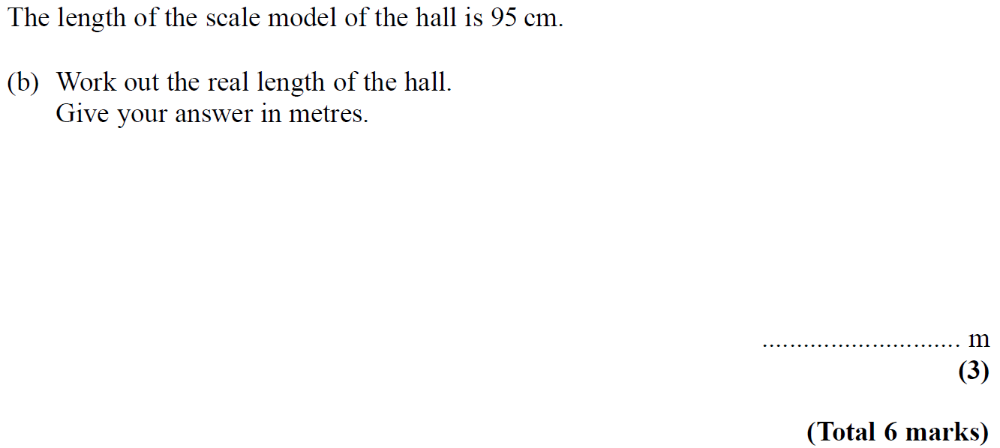 The length of the scale model of the hall is 95 cm.
(b) Work out the real length of the hall.
Give your answer in metres.
............................ m
(3)
(Total 6 marks)